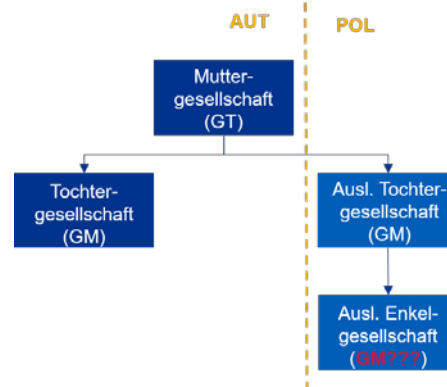 AUT
POL
Mutter-
gesellschaft
(GT)
Tochter-
gesellschaft
(GM)
Ausl. Tochter-
gesellschaft
(GM)
Ausl. Enkel-
gesellschaft
(GM???)